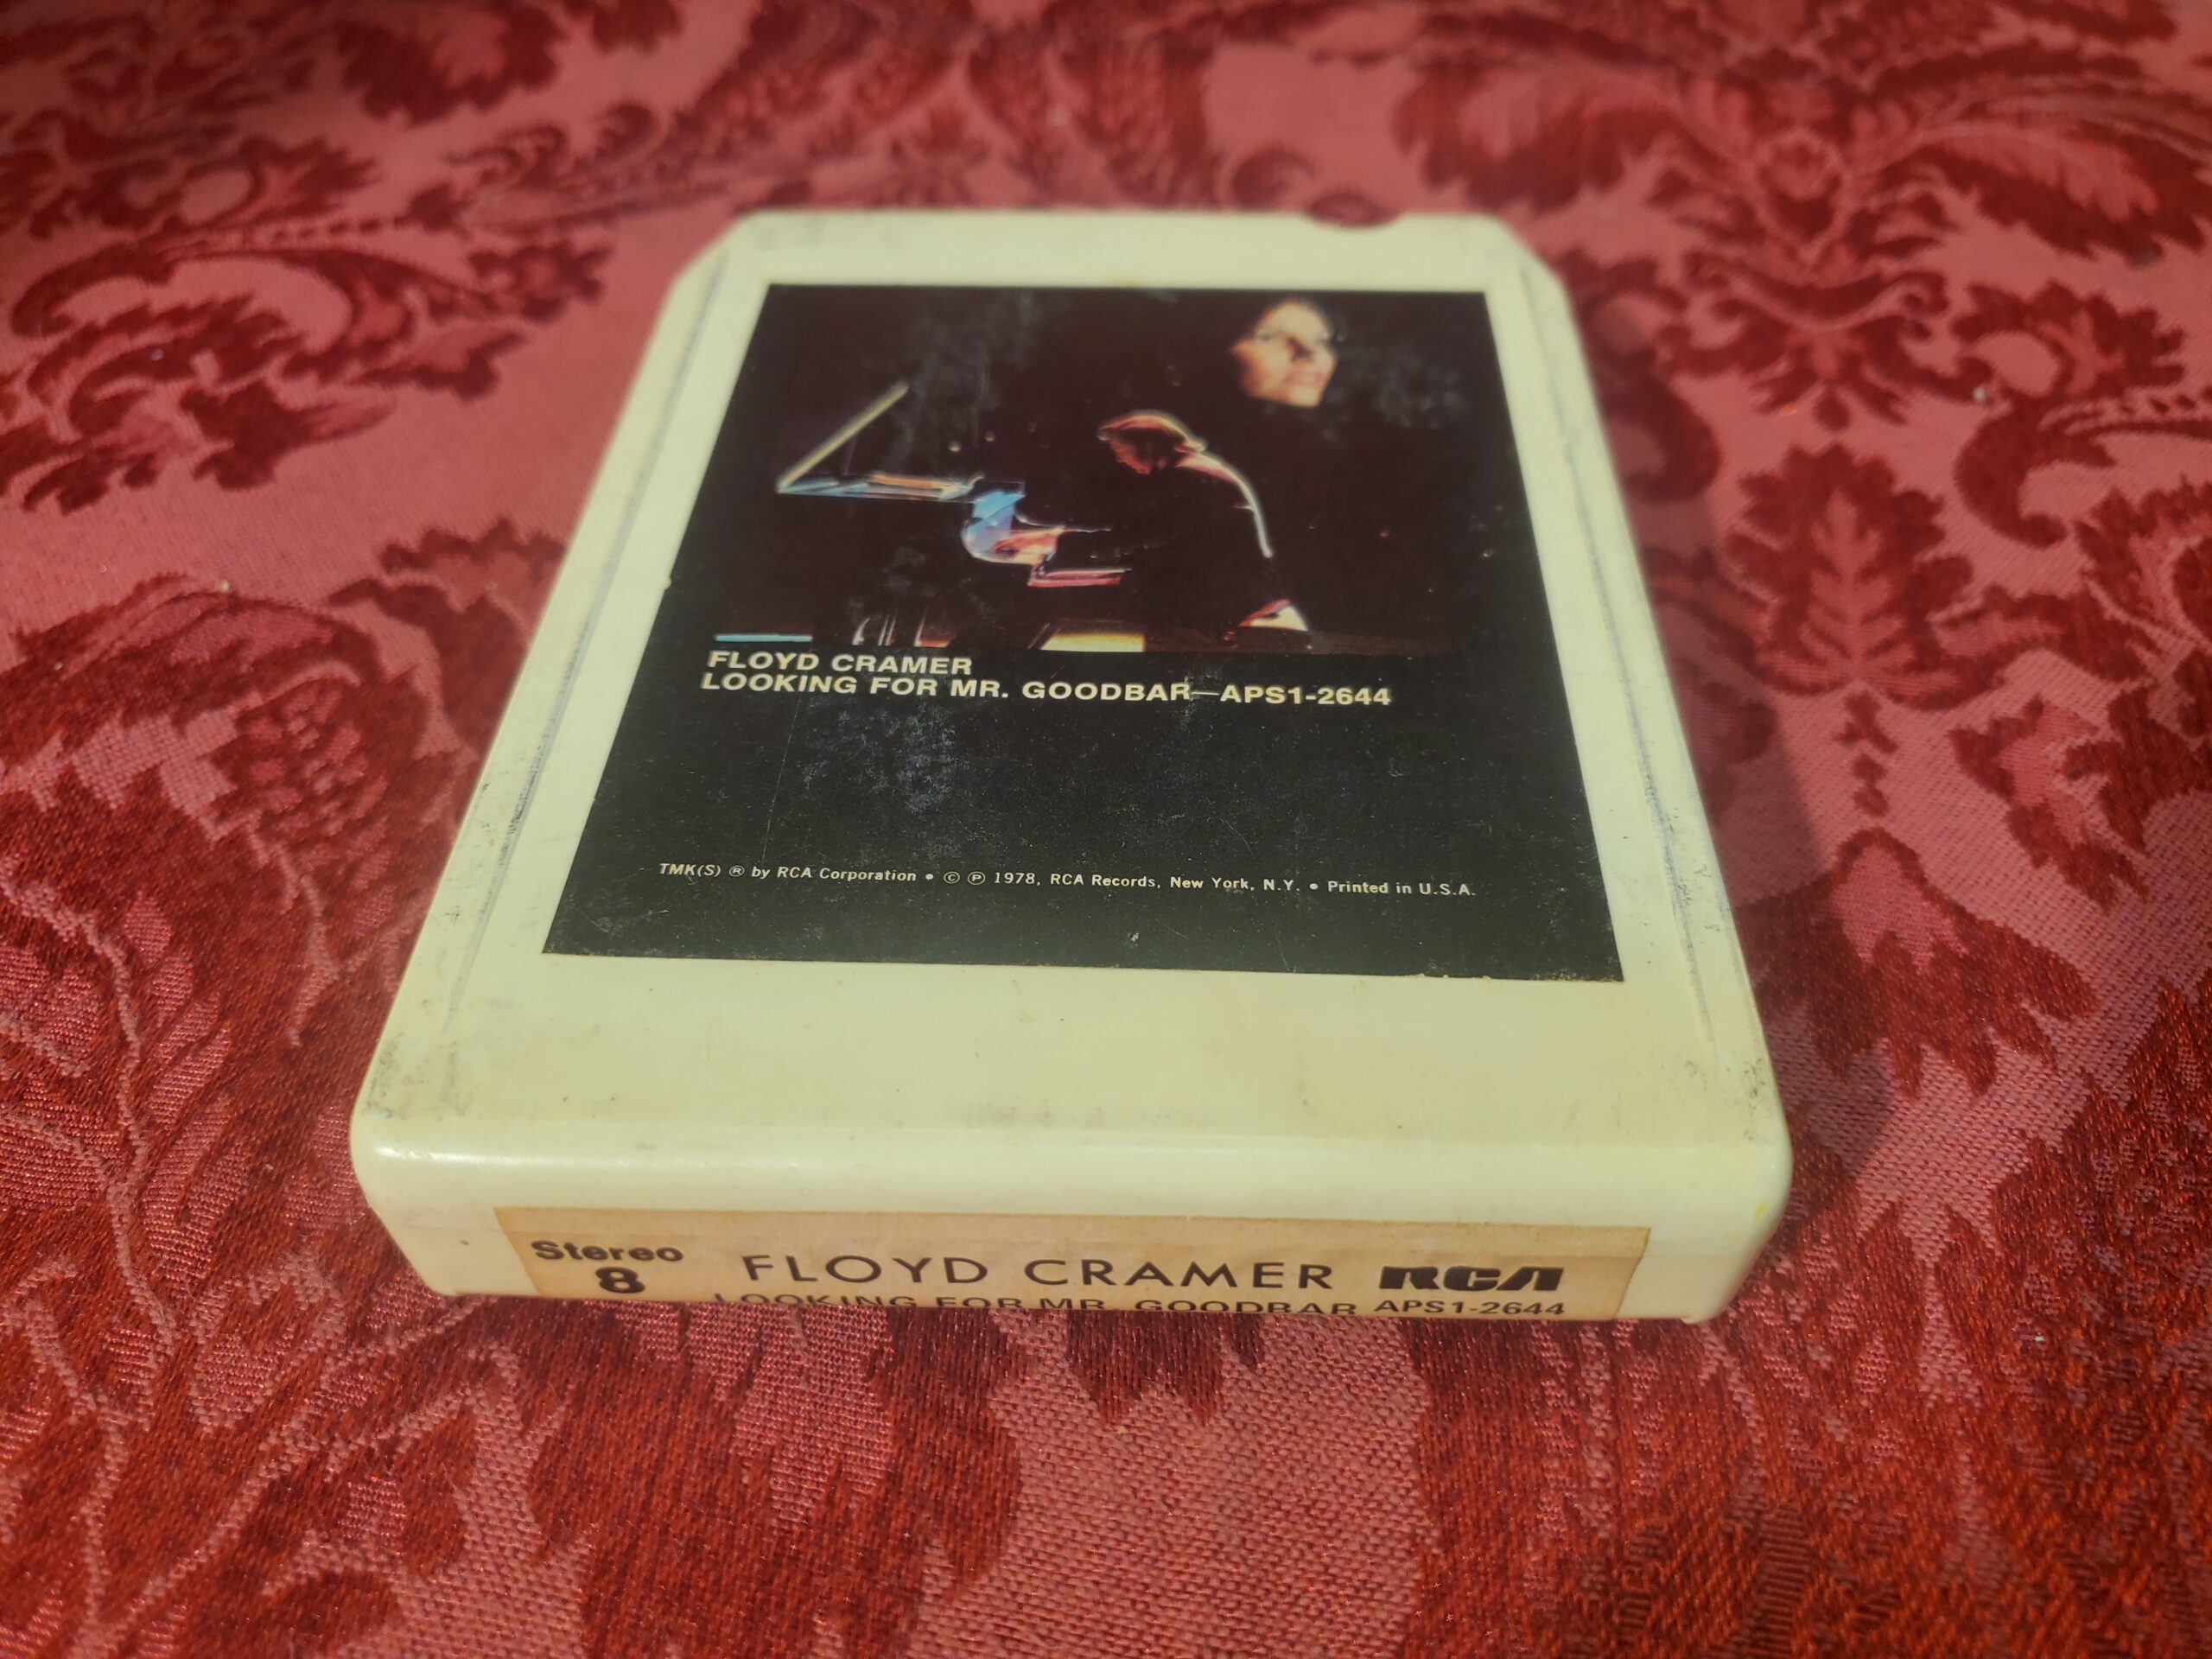 FLOYD CRAMER
LOOKING FOR MR. GOODBAR—APS1-2644
TMK(S) ® by RCA Corporation • © ℗ 1978, RCA Records, New York, N.Y. • Printed in U.S.A.
Stereo
8
FLOYD CRAMER RCA
LOOKING FOR MR. GOODBAR APS1-2644